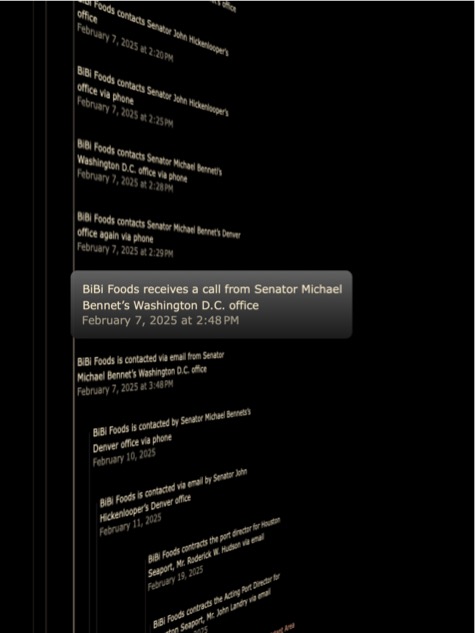 office
BiBi Foods contacts Senator John Hickenlooper's
office
February 7, 2025 at 2:20 PM
BiBi Foods contacts Senator John Hickenlooper's
office via phone
February 7, 2025 at 2:25 PM
BiBi Foods contacts Senator Michael Bennet's
Washington D.C. office via phone
February 7, 2025 at 2:28 PM
BiBi Foods contacts Senator Michael Bennet's Denver
office again via phone
February 7, 2025 at 2:29 PM
BiBi Foods receives a call from Senator Michael
Bennet's Washington D.C. office
February 7, 2025 at 2:48 PM
BiBi Foods is contacted via email from Senator
Michael Bennet's Washington D.C. office
February 7, 2025 at 3:48 PM
BiBi Foods is contacted by Senator Michael Bennets's
Denver office via phone
February 10, 2025
BiBi Foods is contacted via email by Senator John
Hickenlooper's Denver office
February 11, 2025
BiBi Foods contracts the port director for Houston
Seaport, Mr. Roderick W. Hudson via email
February 19, 2025
BiBi Foods contracts the Acting Port Director for
Seaport, Mr. John Landry via email
2025
Area